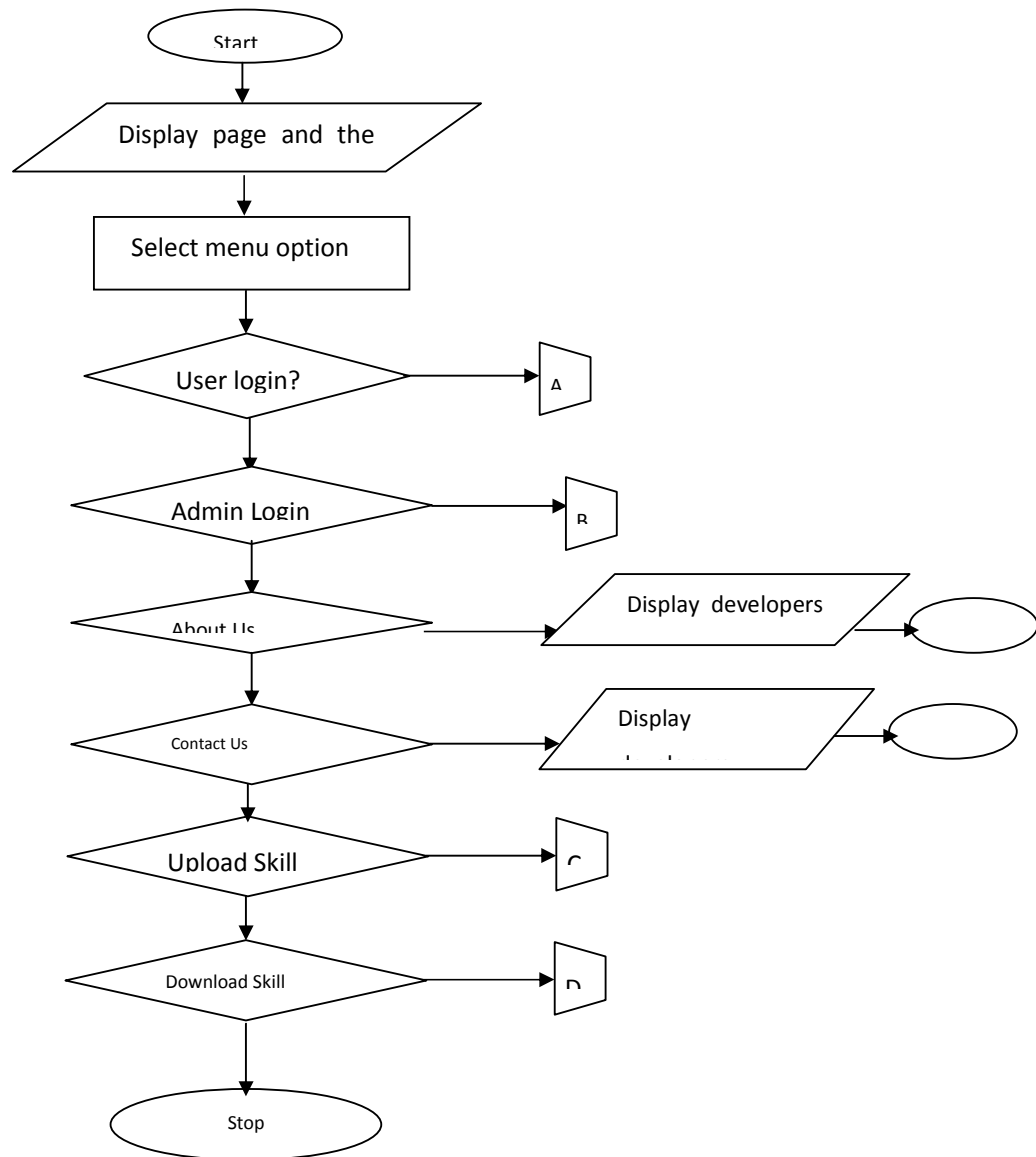 Start
Display page and the
Select menu option
User login?
A
Admin Login
B
About Us
Display developers
Contact Us
Display
Upload Skill
C
Download Skill
D
Stop